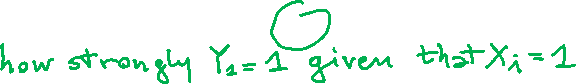 how strongly Y₁=1 given that Xᵢ=1